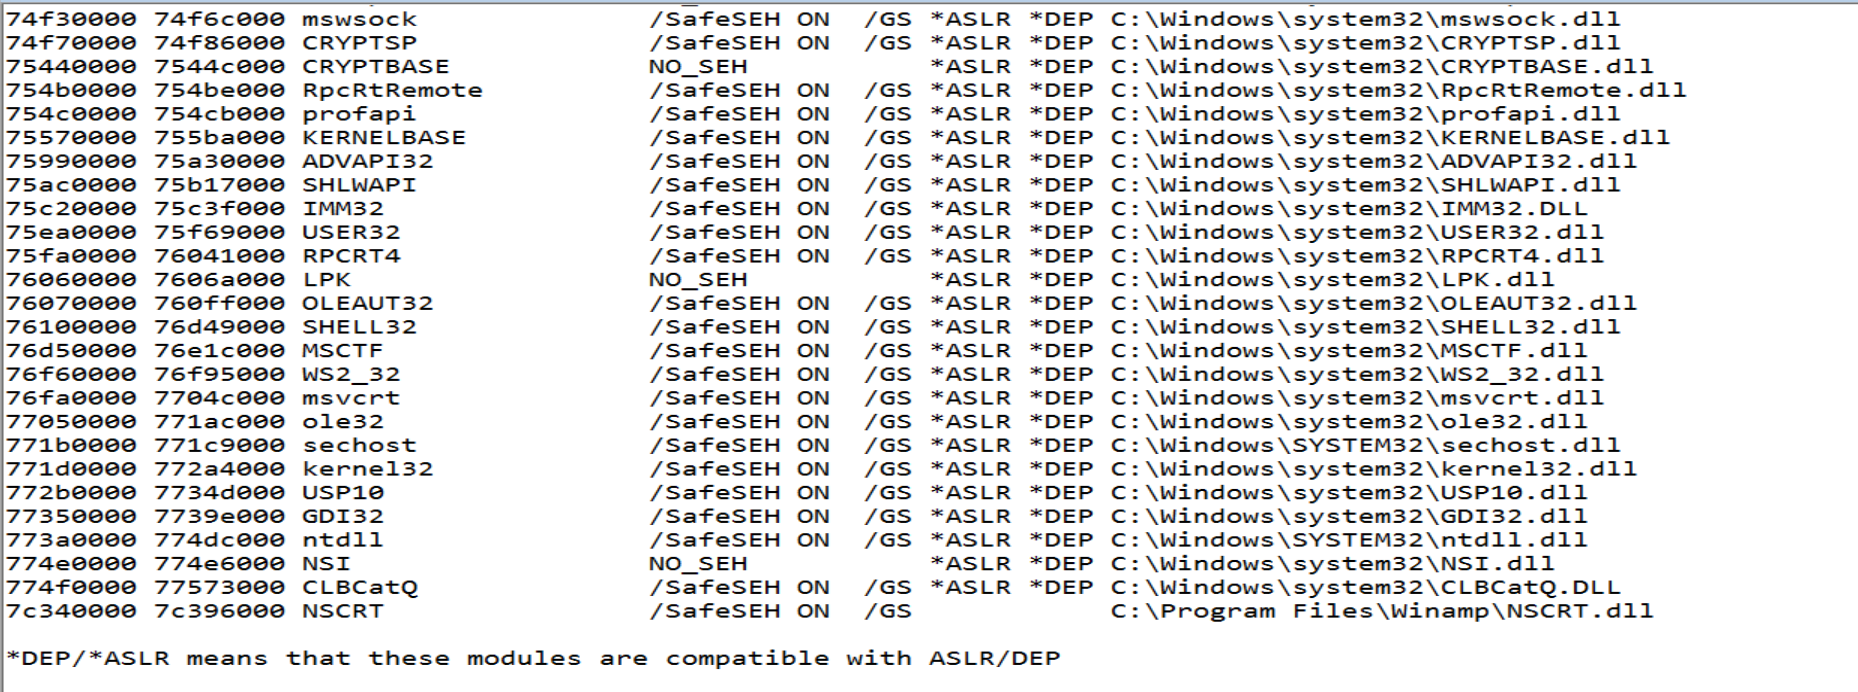 74f30000 74f6c000 mswsock /SafeSEH ON /GS *ASLR *DEP C:\Windows\system32\mswsock.dll
74f70000 74f86000 CRYPTSP /SafeSEH ON /GS *ASLR *DEP C:\Windows\system32\CRYPTSP.dll
75440000 7544c000 CRYPTBASE NO_SEH *ASLR *DEP C:\Windows\system32\CRYPTBASE.dll
754b0000 754be000 RpcRtRemote /SafeSEH ON /GS *ASLR *DEP C:\Windows\system32\RpcRtRemote.dll
754c0000 754cb000 profapi /SafeSEH ON /GS *ASLR *DEP C:\Windows\system32\profapi.dll
75570000 755ba000 KERNELBASE /SafeSEH ON /GS *ASLR *DEP C:\Windows\system32\KERNELBASE.dll
75990000 75a30000 ADVAPI32 /SafeSEH ON /GS *ASLR *DEP C:\Windows\system32\ADVAPI32.dll
75ac0000 75b17000 SHLWAPI /SafeSEH ON /GS *ASLR *DEP C:\Windows\system32\SHLWAPI.dll
75c20000 75c3f000 IMM32 /SafeSEH ON /GS *ASLR *DEP C:\Windows\system32\IMM32.DLL
75ea0000 75f69000 USER32 /SafeSEH ON /GS *ASLR *DEP C:\Windows\system32\USER32.dll
75fa0000 76041000 RPCRT4 /SafeSEH ON /GS *ASLR *DEP C:\Windows\system32\RPCRT4.dll
76060000 7606a000 LPK NO_SEH *ASLR *DEP C:\Windows\system32\LPK.dll
76070000 760ff000 OLEAUT32 /SafeSEH ON /GS *ASLR *DEP C:\Windows\system32\OLEAUT32.dll
76100000 76d49000 SHELL32 /SafeSEH ON /GS *ASLR *DEP C:\Windows\system32\SHELL32.dll
76d50000 76e1c000 MSCTF /SafeSEH ON /GS *ASLR *DEP C:\Windows\system32\MSCTF.dll
76f60000 76f95000 WS2_32 /SafeSEH ON /GS *ASLR *DEP C:\Windows\system32\WS2_32.dll
76fa0000 7704c000 msvcrt /SafeSEH ON /GS *ASLR *DEP C:\Windows\system32\msvcrt.dll
77050000 771ac000 ole32 /SafeSEH ON /GS *ASLR *DEP C:\Windows\system32\ole32.dll
771b0000 771c9000 sechost /SafeSEH ON /GS *ASLR *DEP C:\Windows\SYSTEM32\sechost.dll
771d0000 772a4000 kernel32 /SafeSEH ON /GS *ASLR *DEP C:\Windows\system32\kernel32.dll
772b0000 7734d000 USP10 /SafeSEH ON /GS *ASLR *DEP C:\Windows\system32\USP10.dll
77350000 7739e000 GDI32 /SafeSEH ON /GS *ASLR *DEP C:\Windows\system32\GDI32.dll
773a0000 774dc000 ntdll /SafeSEH ON /GS *ASLR *DEP C:\Windows\SYSTEM32\ntdll.dll
774e0000 774e6000 NSI NO_SEH *ASLR *DEP C:\Windows\system32\NSI.dll
774f0000 77573000 CLBCatQ /SafeSEH ON /GS *ASLR *DEP C:\Windows\system32\CLBCatQ.DLL
7c340000 7c396000 NSCRT /SafeSEH ON /GS C:\Program Files\Winamp\NSCRT.dll
*DEP/*ASLR means that these modules are compatible with ASLR/DEP